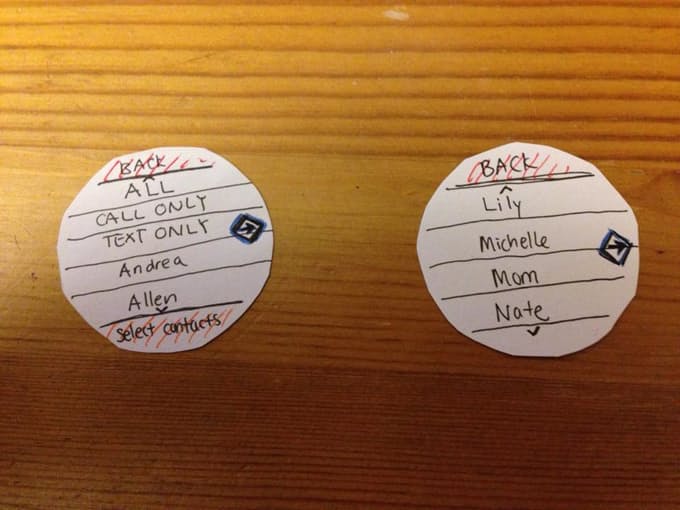 BACK
ALL
CALL ONLY
TEXT ONLY
Andrea
Allen
select contacts
BACK
Lily
Michelle
Mom
Nate